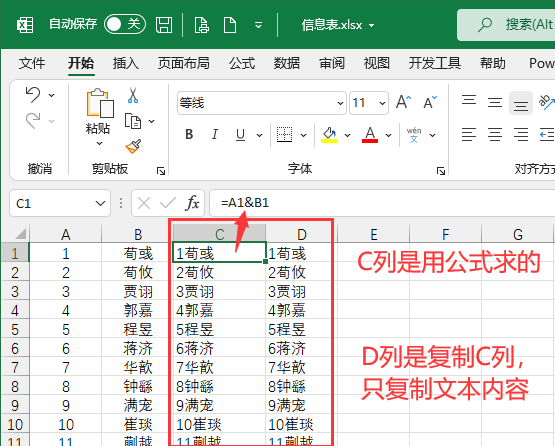 自动保存 关 信息表.xlsx 搜索(Alt
文件 开始 插入 页面布局 公式 数据 审阅 视图 开发工具 帮助 Pow
粘贴 等线 11 A A
B I U A wén 文
撤消 剪贴板 字体 对齐方式
C1 fx =A1&B1
A B C D E F G
1 1 荀彧 1荀彧 1荀彧
2 2 荀攸 2荀攸 2荀攸
3 3 贾诩 3贾诩 3贾诩
4 4 郭嘉 4郭嘉 4郭嘉
5 5 程昱 5程昱 5程昱
6 6 蒋济 6蒋济 6蒋济
7 7 华歆 7华歆 7华歆
8 8 钟繇 8钟繇 8钟繇
9 9 满宠 9满宠 9满宠
10 10 崔琰 10崔琰 10崔琰
11 11 蒯越 11蒯越 11蒯越
C列是用公式求的
D列是复制C列，
只复制文本内容